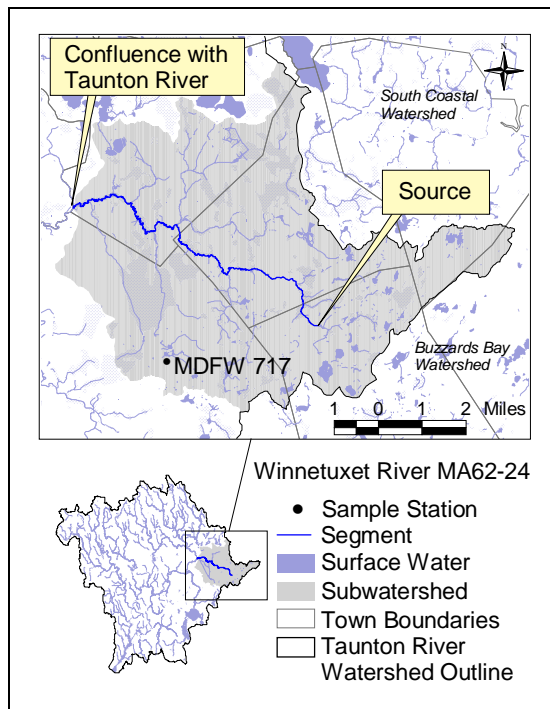 N
Confluence with
Taunton River
South Coastal
Watershed
Source
MDFW 717
Buzzards Bay
Watershed
1 0 1 2 Miles
Winnetuxet River MA62-24
Sample Station
Segment
Surface Water
Subwatershed
Town Boundaries
Taunton River
Watershed Outline